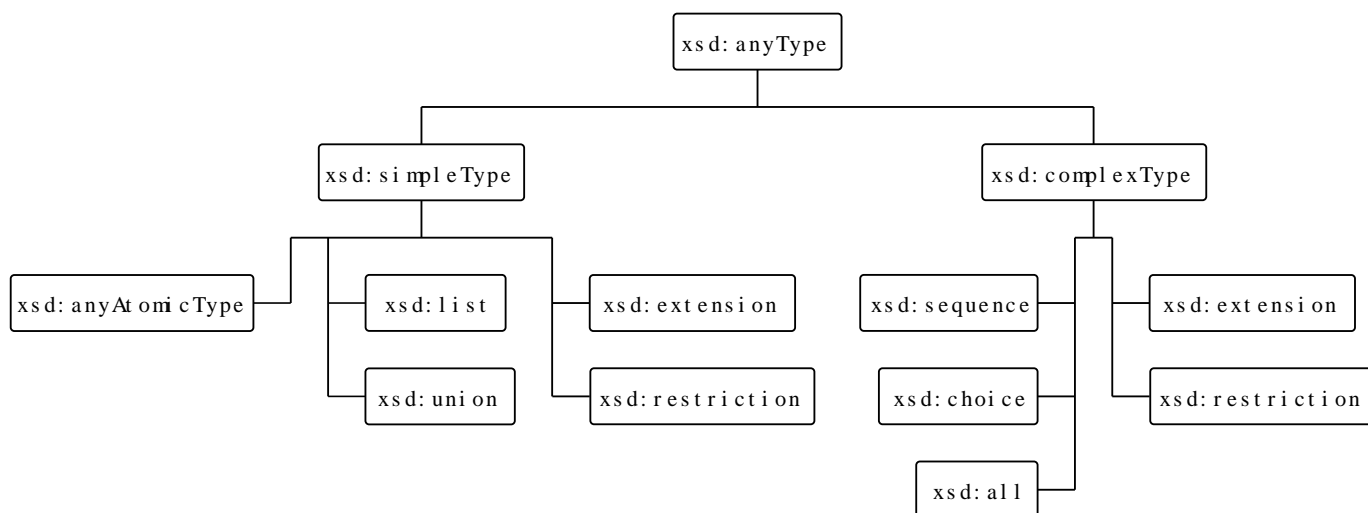 xsd:anyType
xsd:simpleType
xsd:complexType
xsd:anyAtomicType
xsd:list
xsd:extension
xsd:sequence
xsd:extension
xsd:union
xsd:restriction
xsd:choice
xsd:restriction
xsd:all